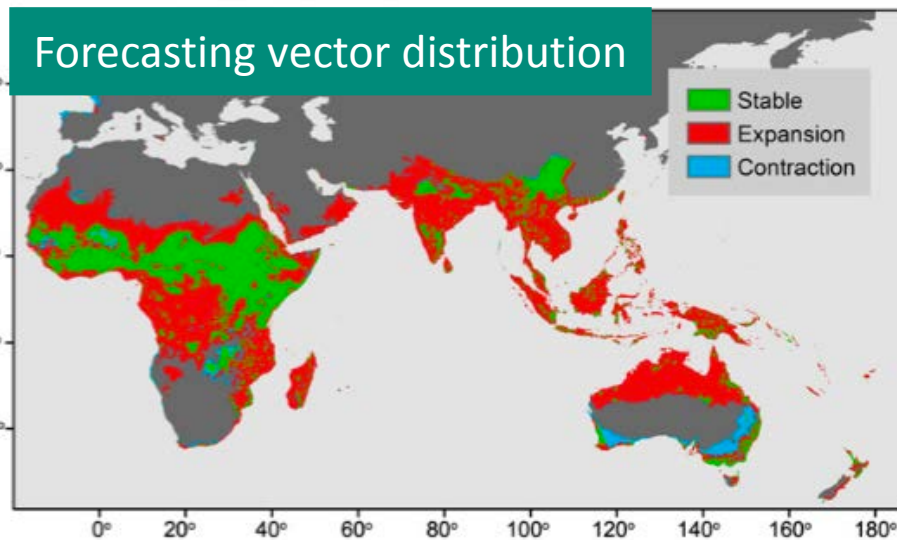 Forecasting vector distribution
Stable
Expansion
Contraction
0° 20° 40° 60° 80° 100° 120° 140° 160° 180°